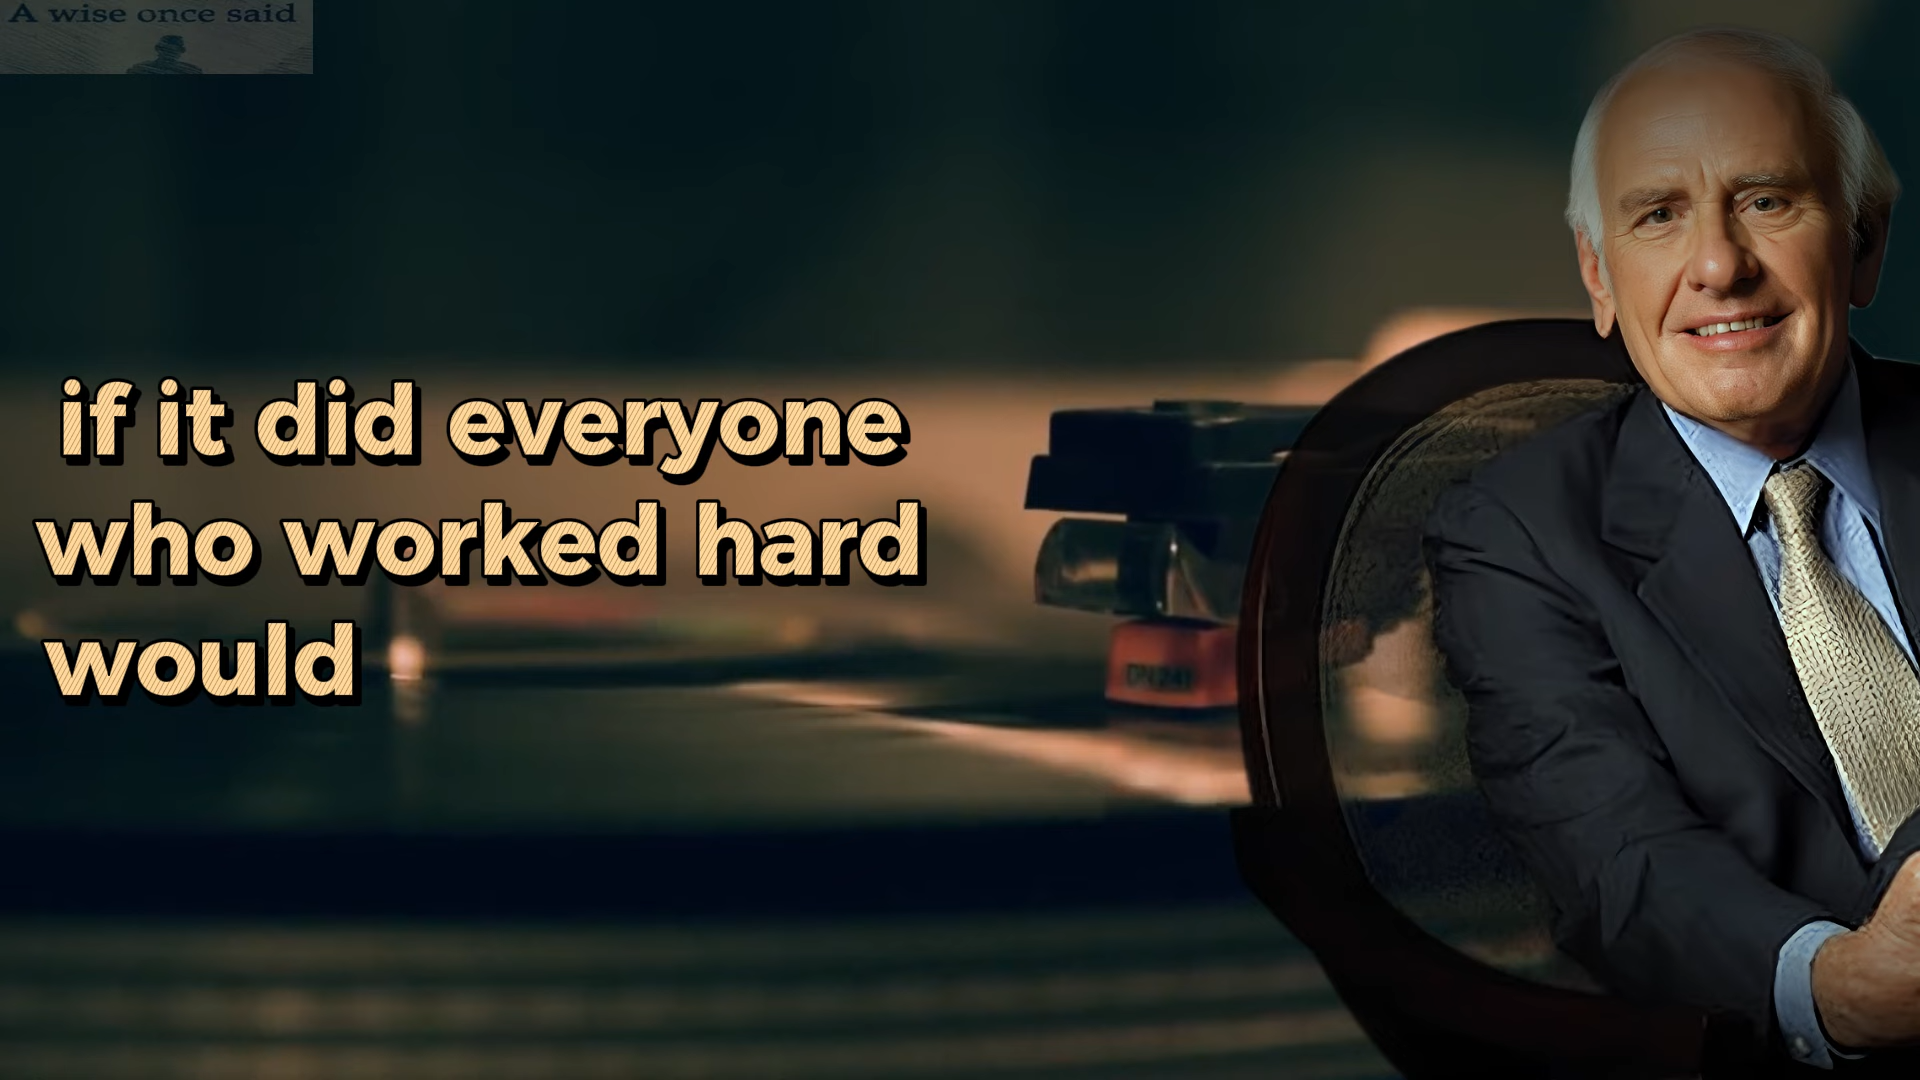 A wise once said
if it did everyone
who worked hard
would